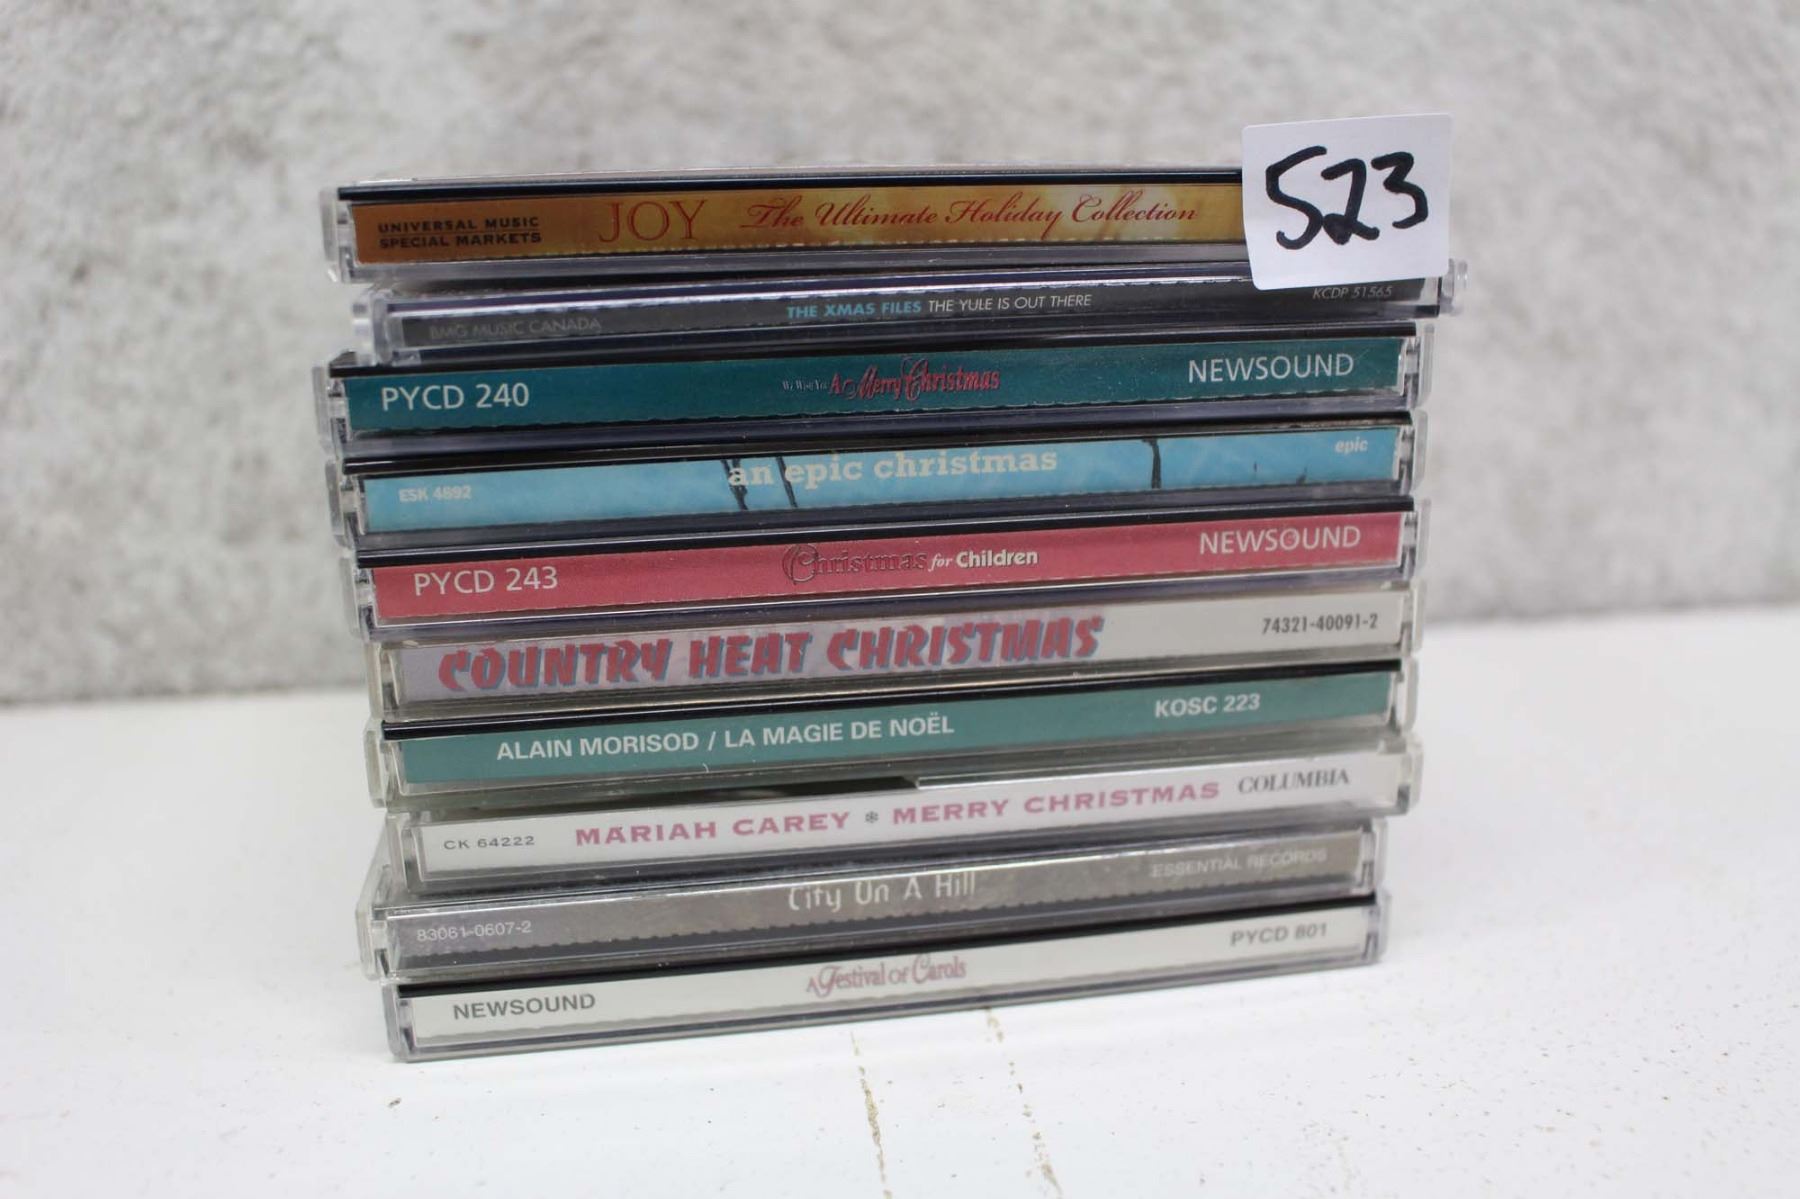 523
UNIVERSAL MUSIC
SPECIAL MARKETS
JOY The Ultimate Holiday Collection
BMG MUSIC CANADA THE XMAS FILES THE YULE IS OUT THERE KCDP 51565
PYCD 240 We Wish You A Merry Christmas NEWSOUND
ESK 4892 an epic christmas epic
PYCD 243 Christmas for Children NEWSOUND
COUNTRY HEAT CHRISTMAS 74321-40091-2
ALAIN MORISOD / LA MAGIE DE NOËL KOSC 223
CK 64222 MARIAH CAREY ❄ MERRY CHRISTMAS COLUMBIA
83061-0607-2 City On A Hill ESSENTIAL RECORDS
NEWSOUND A Festival of Carols PYCD 801